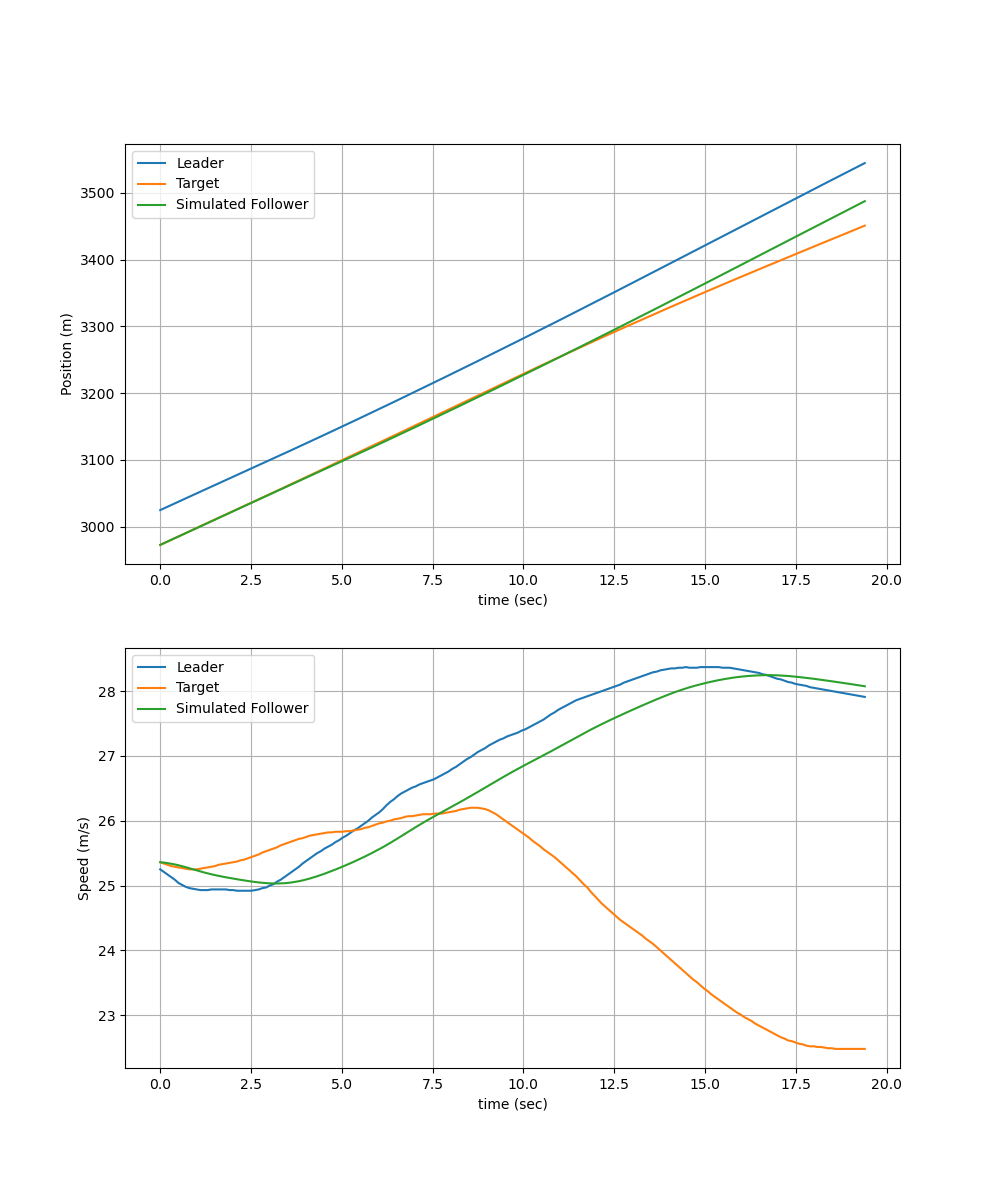 Leader
Target
Simulated Follower
3500
3400
3300
3200
3100
3000
Position (m)
0.0 2.5 5.0 7.5 10.0 12.5 15.0 17.5 20.0
time (sec)
Leader
Target
Simulated Follower
28
27
26
25
24
23
Speed (m/s)
0.0 2.5 5.0 7.5 10.0 12.5 15.0 17.5 20.0
time (sec)